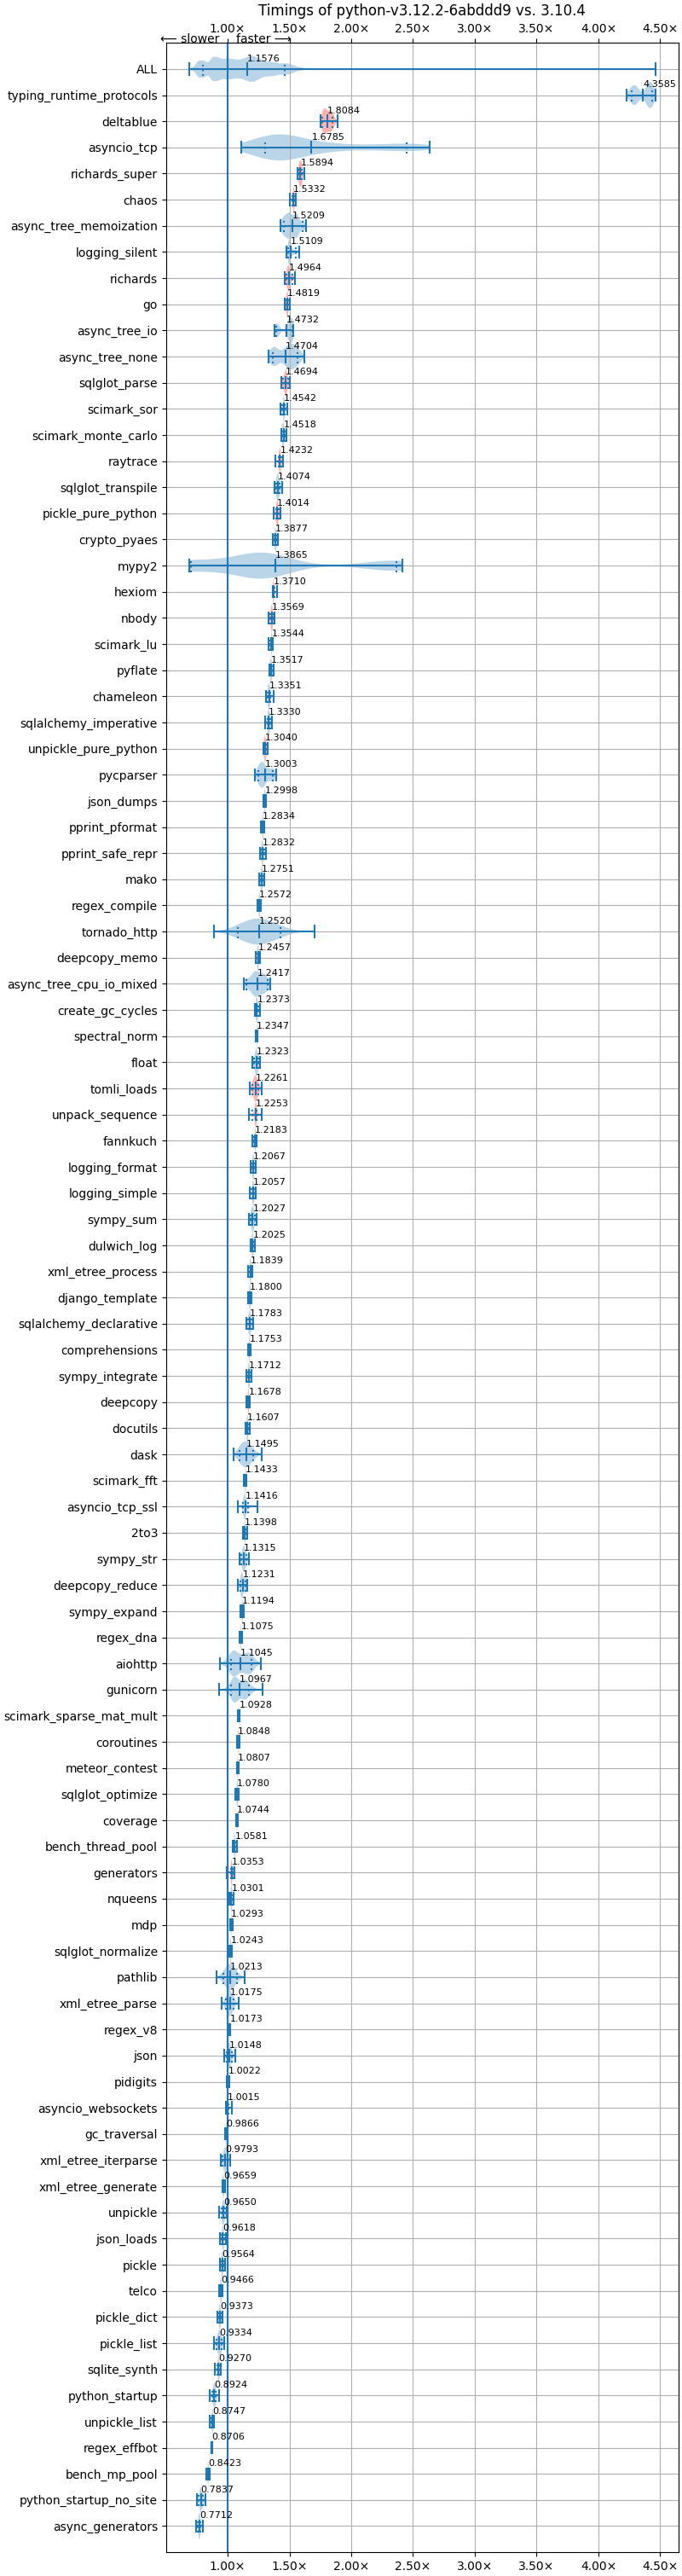 Timings of python-v3.12.2-6abddd9 vs. 3.10.4
1.00× 1.50× 2.00× 2.50× 3.00× 3.50× 4.00× 4.50×
⟵ slower faster ⟶
ALL 1.1576
typing_runtime_protocols 4.3585
deltablue 1.8084
asyncio_tcp 1.6785
richards_super 1.5894
chaos 1.5332
async_tree_memoization 1.5209
logging_silent 1.5109
richards 1.4964
go 1.4819
async_tree_io 1.4732
async_tree_none 1.4704
sqlglot_parse 1.4694
scimark_sor 1.4542
scimark_monte_carlo 1.4518
raytrace 1.4232
sqlglot_transpile 1.4074
pickle_pure_python 1.4014
crypto_pyaes 1.3877
mypy2 1.3865
hexiom 1.3710
nbody 1.3569
scimark_lu 1.3544
pyflate 1.3517
chameleon 1.3351
sqlalchemy_imperative 1.3330
unpickle_pure_python 1.3040
pycparser 1.3003
json_dumps 1.2998
pprint_pformat 1.2834
pprint_safe_repr 1.2832
mako 1.2751
regex_compile 1.2572
tornado_http 1.2520
deepcopy_memo 1.2457
async_tree_cpu_io_mixed 1.2417
create_gc_cycles 1.2373
spectral_norm 1.2347
float 1.2323
tomli_loads 1.2261
unpack_sequence 1.2253
fannkuch 1.2183
logging_format 1.2067
logging_simple 1.2057
sympy_sum 1.2027
dulwich_log 1.2025
xml_etree_process 1.1839
django_template 1.1800
sqlalchemy_declarative 1.1783
comprehensions 1.1753
sympy_integrate 1.1712
deepcopy 1.1678
docutils 1.1607
dask 1.1495
scimark_fft 1.1433
asyncio_tcp_ssl 1.1416
2to3 1.1398
sympy_str 1.1315
deepcopy_reduce 1.1231
sympy_expand 1.1194
regex_dna 1.1075
aiohttp 1.1045
gunicorn 1.0967
scimark_sparse_mat_mult 1.0928
coroutines 1.0848
meteor_contest 1.0807
sqlglot_optimize 1.0780
coverage 1.0744
bench_thread_pool 1.0581
generators 1.0353
nqueens 1.0301
mdp 1.0293
sqlglot_normalize 1.0243
pathlib 1.0213
xml_etree_parse 1.0175
regex_v8 1.0173
json 1.0148
pidigits 1.0022
asyncio_websockets 1.0015
gc_traversal 0.9866
xml_etree_iterparse 0.9793
xml_etree_generate 0.9659
unpickle 0.9650
json_loads 0.9618
pickle 0.9564
telco 0.9466
pickle_dict 0.9373
pickle_list 0.9334
sqlite_synth 0.9270
python_startup 0.8924
unpickle_list 0.8747
regex_effbot 0.8706
bench_mp_pool 0.8423
python_startup_no_site 0.7837
async_generators 0.7712
1.00× 1.50× 2.00× 2.50× 3.00× 3.50× 4.00× 4.50×